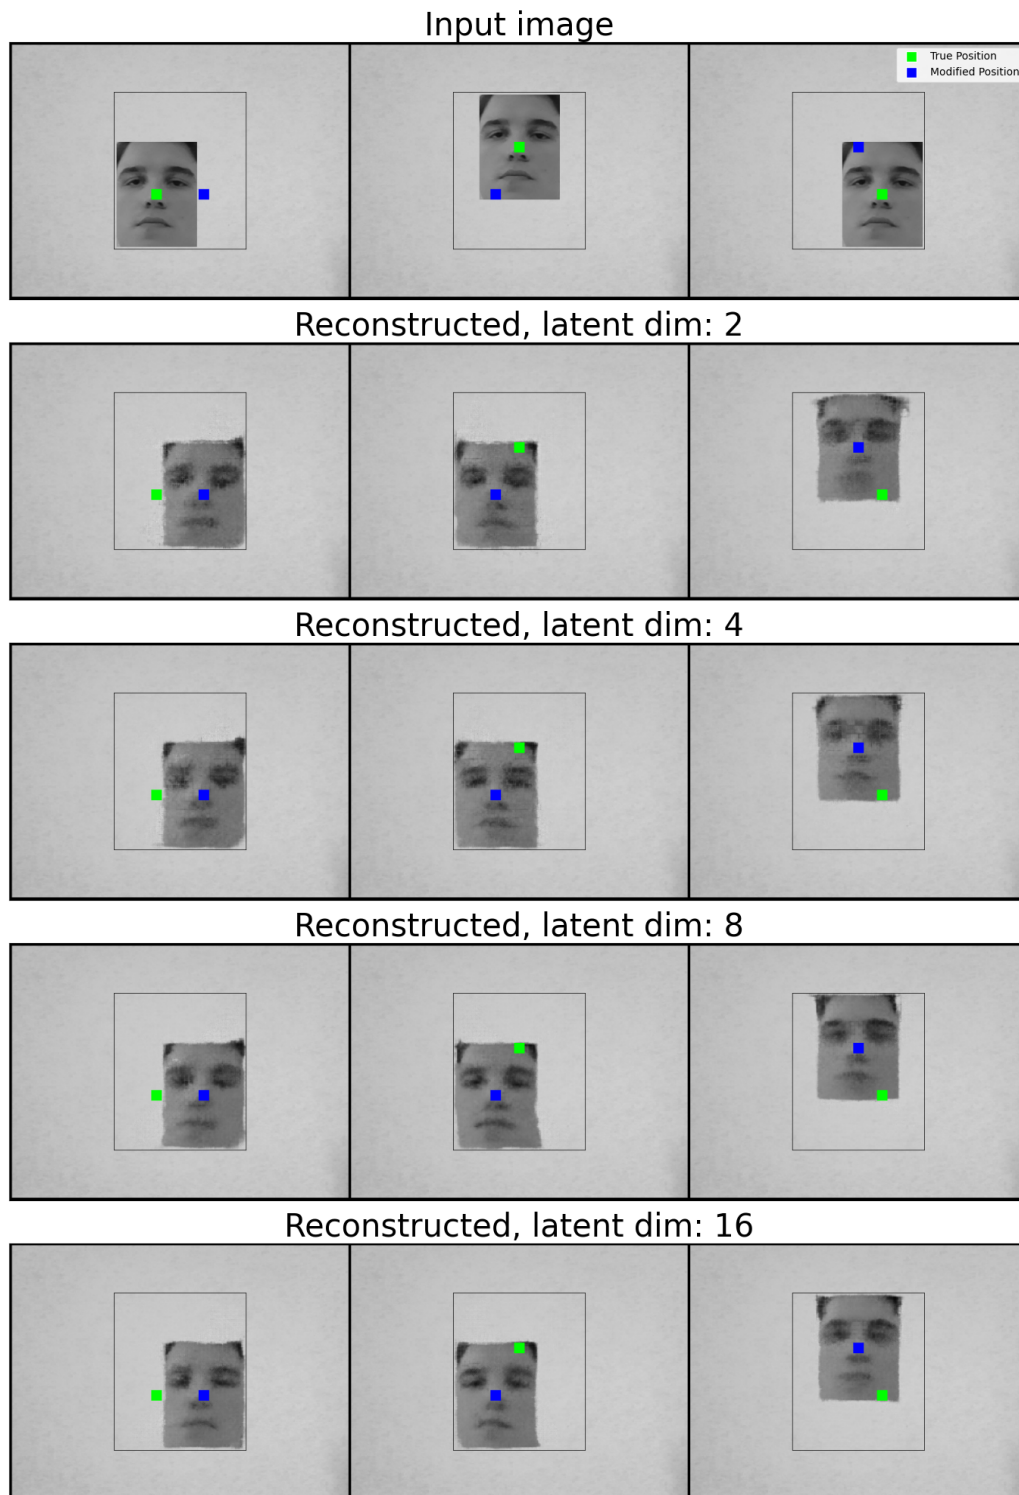 Input image
True Position
Modified Position
Reconstructed, latent dim: 2
Reconstructed, latent dim: 4
Reconstructed, latent dim: 8
Reconstructed, latent dim: 16